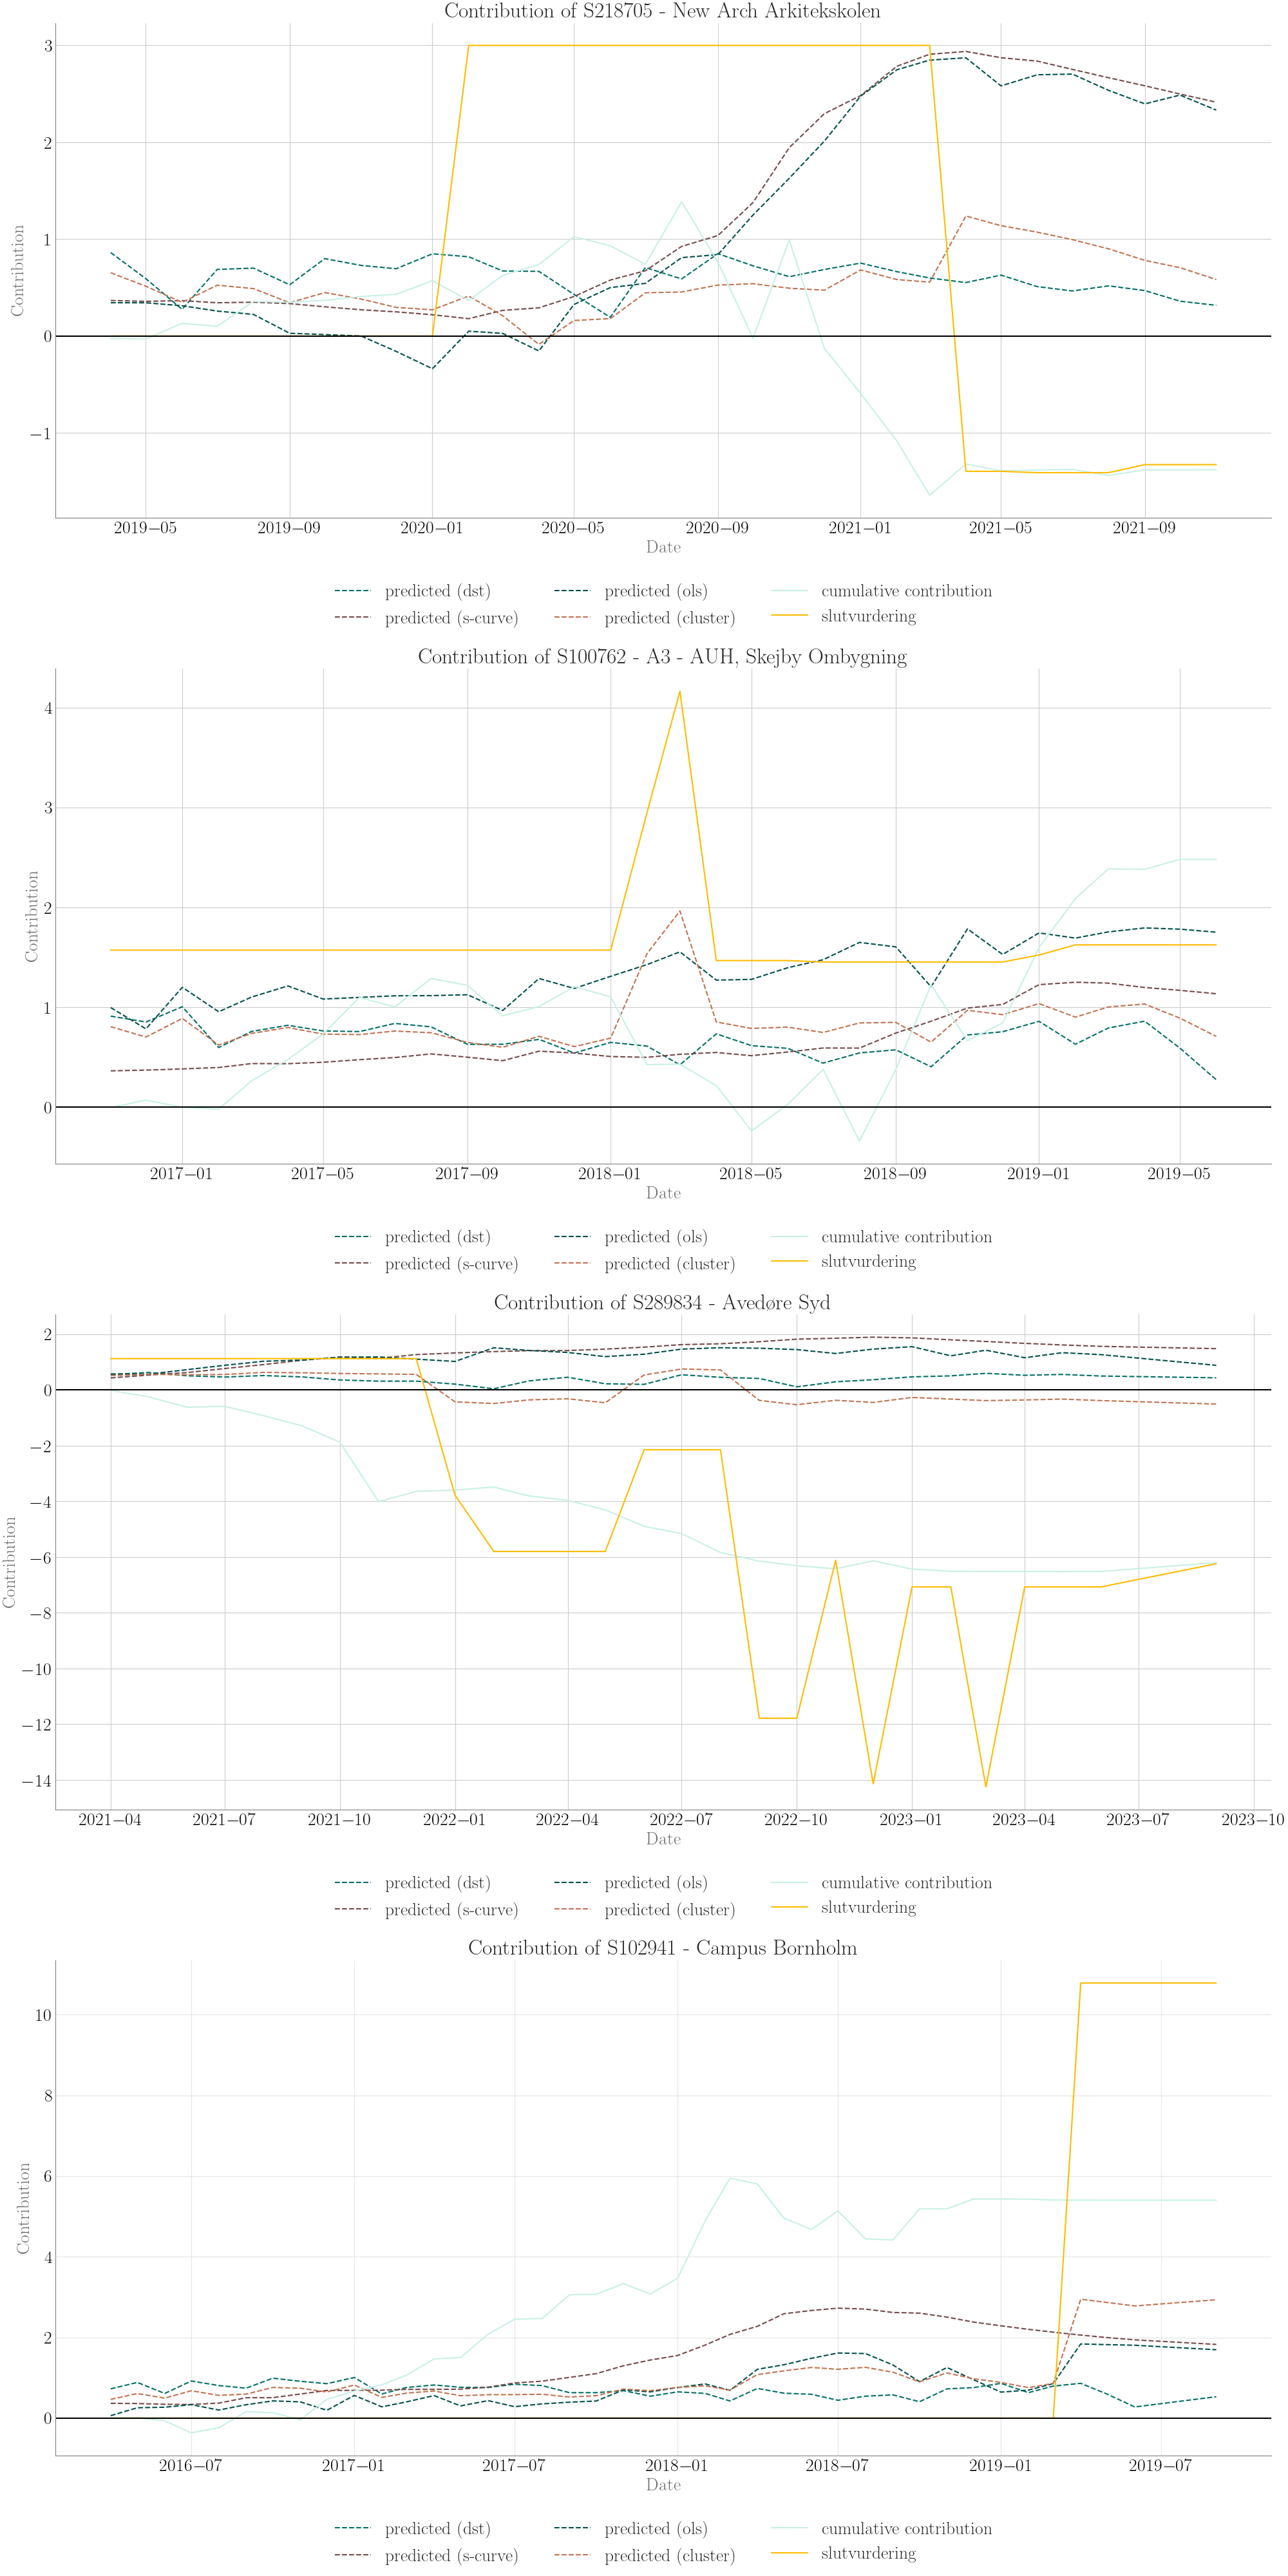 Contribution of S218705 - New Arch Arkitekskolen
3
2
1
0
−1
Contribution
2019−05 2019−09 2020−01 2020−05 2020−09 2021−01 2021−05 2021−09
Date
predicted (dst) predicted (ols) cumulative contribution
predicted (s-curve) predicted (cluster) slutvurdering
Contribution of S100762 - A3 - AUH, Skejby Ombygning
4
3
2
1
0
Contribution
2017−01 2017−05 2017−09 2018−01 2018−05 2018−09 2019−01 2019−05
Date
predicted (dst) predicted (ols) cumulative contribution
predicted (s-curve) predicted (cluster) slutvurdering
Contribution of S289834 - Avedøre Syd
2
0
−2
−4
−6
−8
−10
−12
−14
Contribution
2021−04 2021−07 2021−10 2022−01 2022−04 2022−07 2022−10 2023−01 2023−04 2023−07 2023−10
Date
predicted (dst) predicted (ols) cumulative contribution
predicted (s-curve) predicted (cluster) slutvurdering
Contribution of S102941 - Campus Bornholm
10
8
6
4
2
0
Contribution
2016−07 2017−01 2017−07 2018−01 2018−07 2019−01 2019−07
Date
predicted (dst) predicted (ols) cumulative contribution
predicted (s-curve) predicted (cluster) slutvurdering